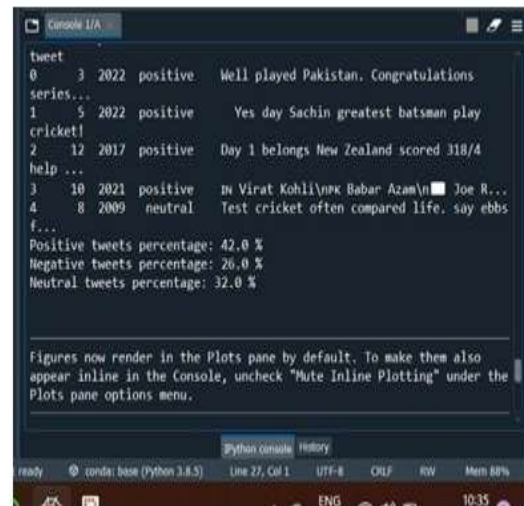 Console 1/A
tweet
0 3 2022 positive Well played Pakistan. Congratulations
series...
1 5 2022 positive Yes day Sachin greatest batsman play
cricket!
2 12 2017 positive Day 1 belongs New Zealand scored 318/4
help ...
3 10 2021 positive IN Virat Kohli\nPK Babar Azam\n Joe R...
4 8 2009 neutral Test cricket often compared life. say ebbs
f...
Positive tweets percentage: 42.0 %
Negative tweets percentage: 26.0 %
Neutral tweets percentage: 32.0 %
Figures now render in the Plots pane by default. To make them also
appear inline in the Console, uncheck "Mute Inline Plotting" under the
Plots pane options menu.
IPython console History
ready conda: base (Python 3.8.5) Line 27, Col 1 UTF-8 CRLF RW Mem 88%
ENG 10:35